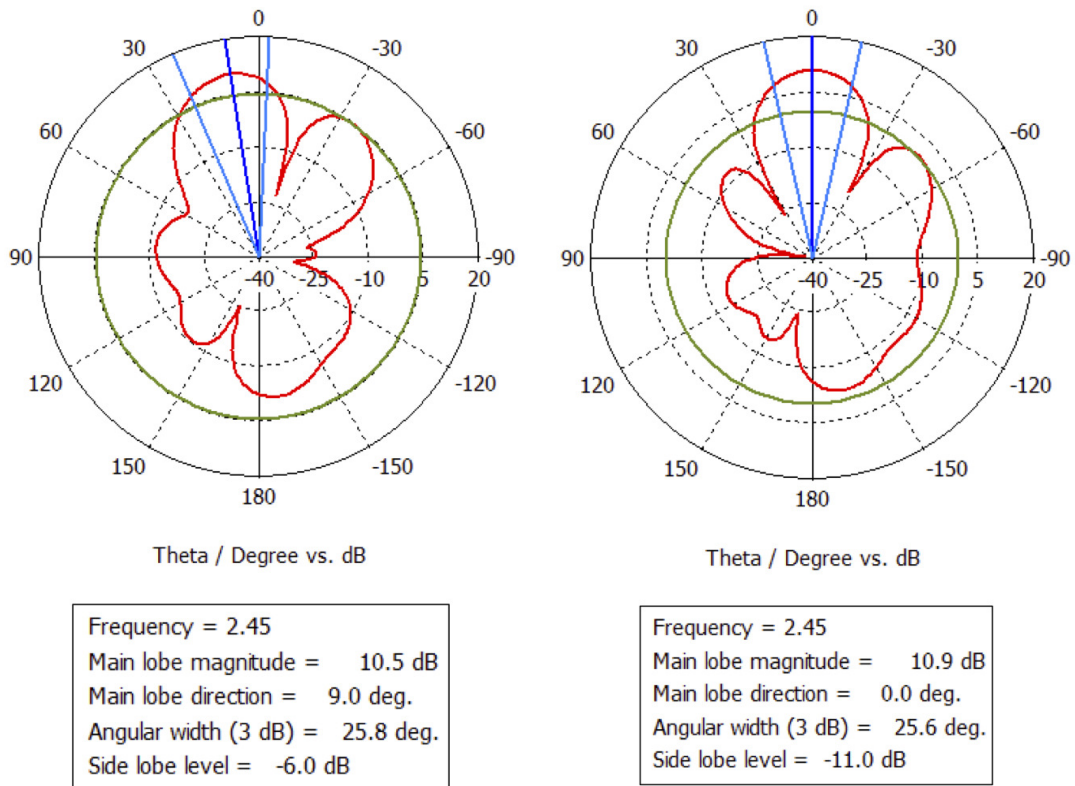 0
30
-30
60
-60
90
-40
-25
-10
5
20
-90
120
-120
150
-150
180
Theta / Degree vs. dB
Frequency = 2.45
Main lobe magnitude = 10.5 dB
Main lobe direction = 9.0 deg.
Angular width (3 dB) = 25.8 deg.
Side lobe level = -6.0 dB
0
30
-30
60
-60
90
-40
-25
-10
5
20
-90
120
-120
150
-150
180
Theta / Degree vs. dB
Frequency = 2.45
Main lobe magnitude = 10.9 dB
Main lobe direction = 0.0 deg.
Angular width (3 dB) = 25.6 deg.
Side lobe level = -11.0 dB